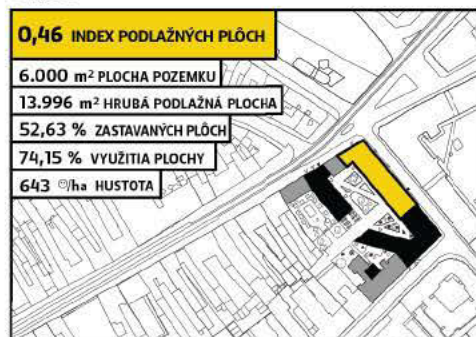 0,46 INDEX PODLAŽNÝCH PLÔCH
6.000 m² PLOCHA POZEMKU
13.996 m² HRUBÁ PODLAŽNÁ PLOCHA
52,63 % ZASTAVANÝCH PLÔCH
74,15 % VYUŽITIA PLOCHY
643 /ha HUSTOTA